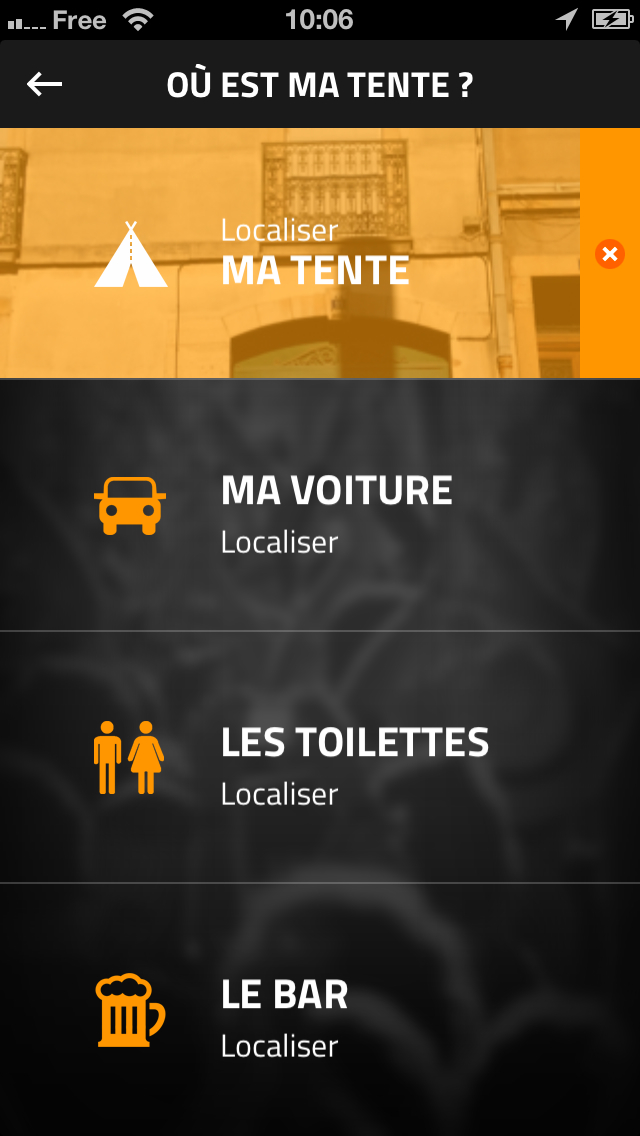 Free 10:06
OÙ EST MA TENTE ?
Localiser
MA TENTE
MA VOITURE
Localiser
LES TOILETTES
Localiser
LE BAR
Localiser